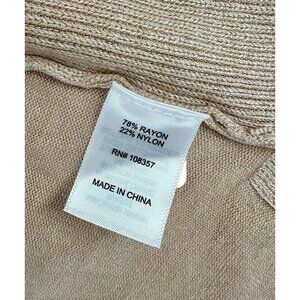 78% RAYON
22% NYLON
RN# 108357
MADE IN CHINA